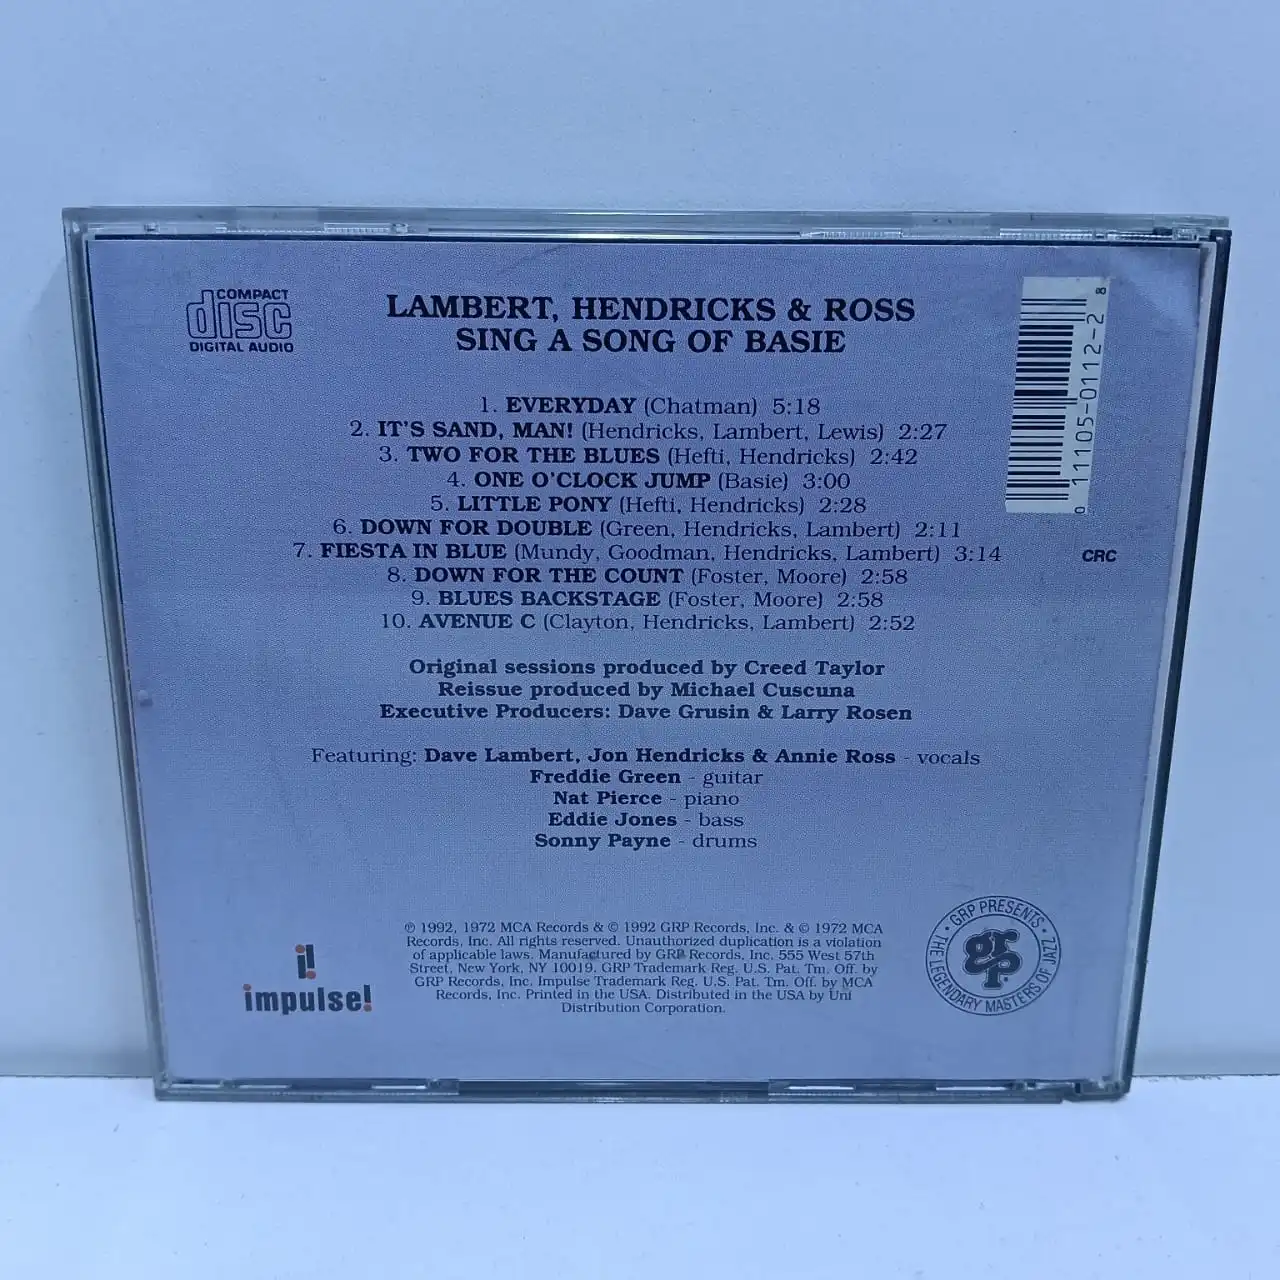 COMPACT
disc
DIGITAL AUDIO
LAMBERT, HENDRICKS & ROSS
SING A SONG OF BASIE
1. EVERYDAY (Chatman) 5:18
2. IT'S SAND, MAN! (Hendricks, Lambert, Lewis) 2:27
3. TWO FOR THE BLUES (Hefti, Hendricks) 2:42
4. ONE O'CLOCK JUMP (Basie) 3:00
5. LITTLE PONY (Hefti, Hendricks) 2:28
6. DOWN FOR DOUBLE (Green, Hendricks, Lambert) 2:11
7. FIESTA IN BLUE (Mundy, Goodman, Hendricks, Lambert) 3:14
8. DOWN FOR THE COUNT (Foster, Moore) 2:58
9. BLUES BACKSTAGE (Foster, Moore) 2:58
10. AVENUE C (Clayton, Hendricks, Lambert) 2:52
0 11105-0112-2 8
CRC
Original sessions produced by Creed Taylor
Reissue produced by Michael Cuscuna
Executive Producers: Dave Grusin & Larry Rosen
Featuring: Dave Lambert, Jon Hendricks & Annie Ross - vocals
Freddie Green - guitar
Nat Pierce - piano
Eddie Jones - bass
Sonny Payne - drums
℗ 1992, 1972 MCA Records & © 1992 GRP Records, Inc. & © 1972 MCA
Records, Inc. All rights reserved. Unauthorized duplication is a violation
of applicable laws. Manufactured by GRP Records, Inc. 555 West 57th
Street, New York, NY 10019. GRP Trademark Reg. U.S. Pat. Tm. Off. by
GRP Records, Inc. Impulse Trademark Reg. U.S. Pat. Tm. Off. by MCA
Records, Inc. Printed in the USA. Distributed in the USA by Uni
Distribution Corporation.
i!
impulse!
· GRP PRESENTS ·
THE LEGENDARY MASTERS OF JAZZ
grp